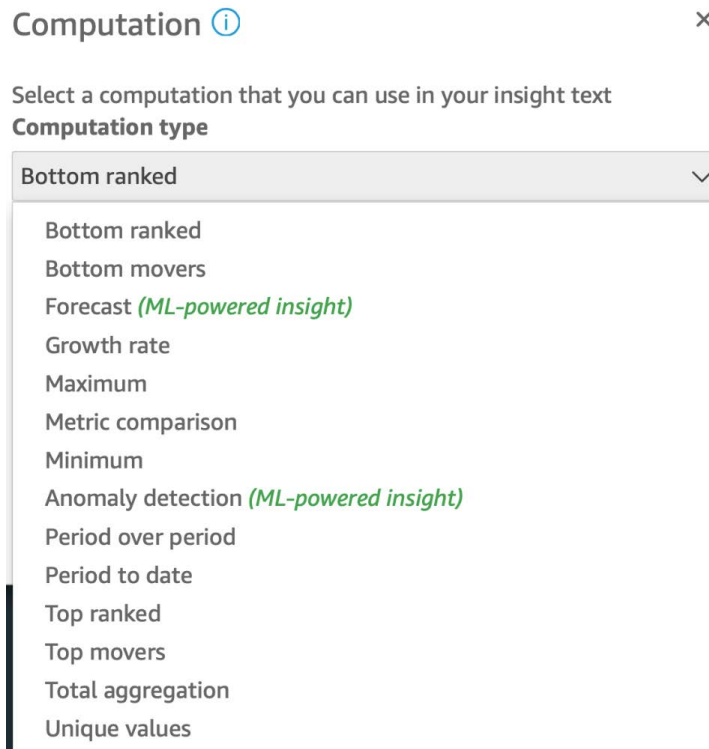 Computation
Select a computation that you can use in your insight text
Computation type
Bottom ranked
Bottom ranked
Bottom movers
Forecast (ML-powered insight)
Growth rate
Maximum
Metric comparison
Minimum
Anomaly detection (ML-powered insight)
Period over period
Period to date
Top ranked
Top movers
Total aggregation
Unique values